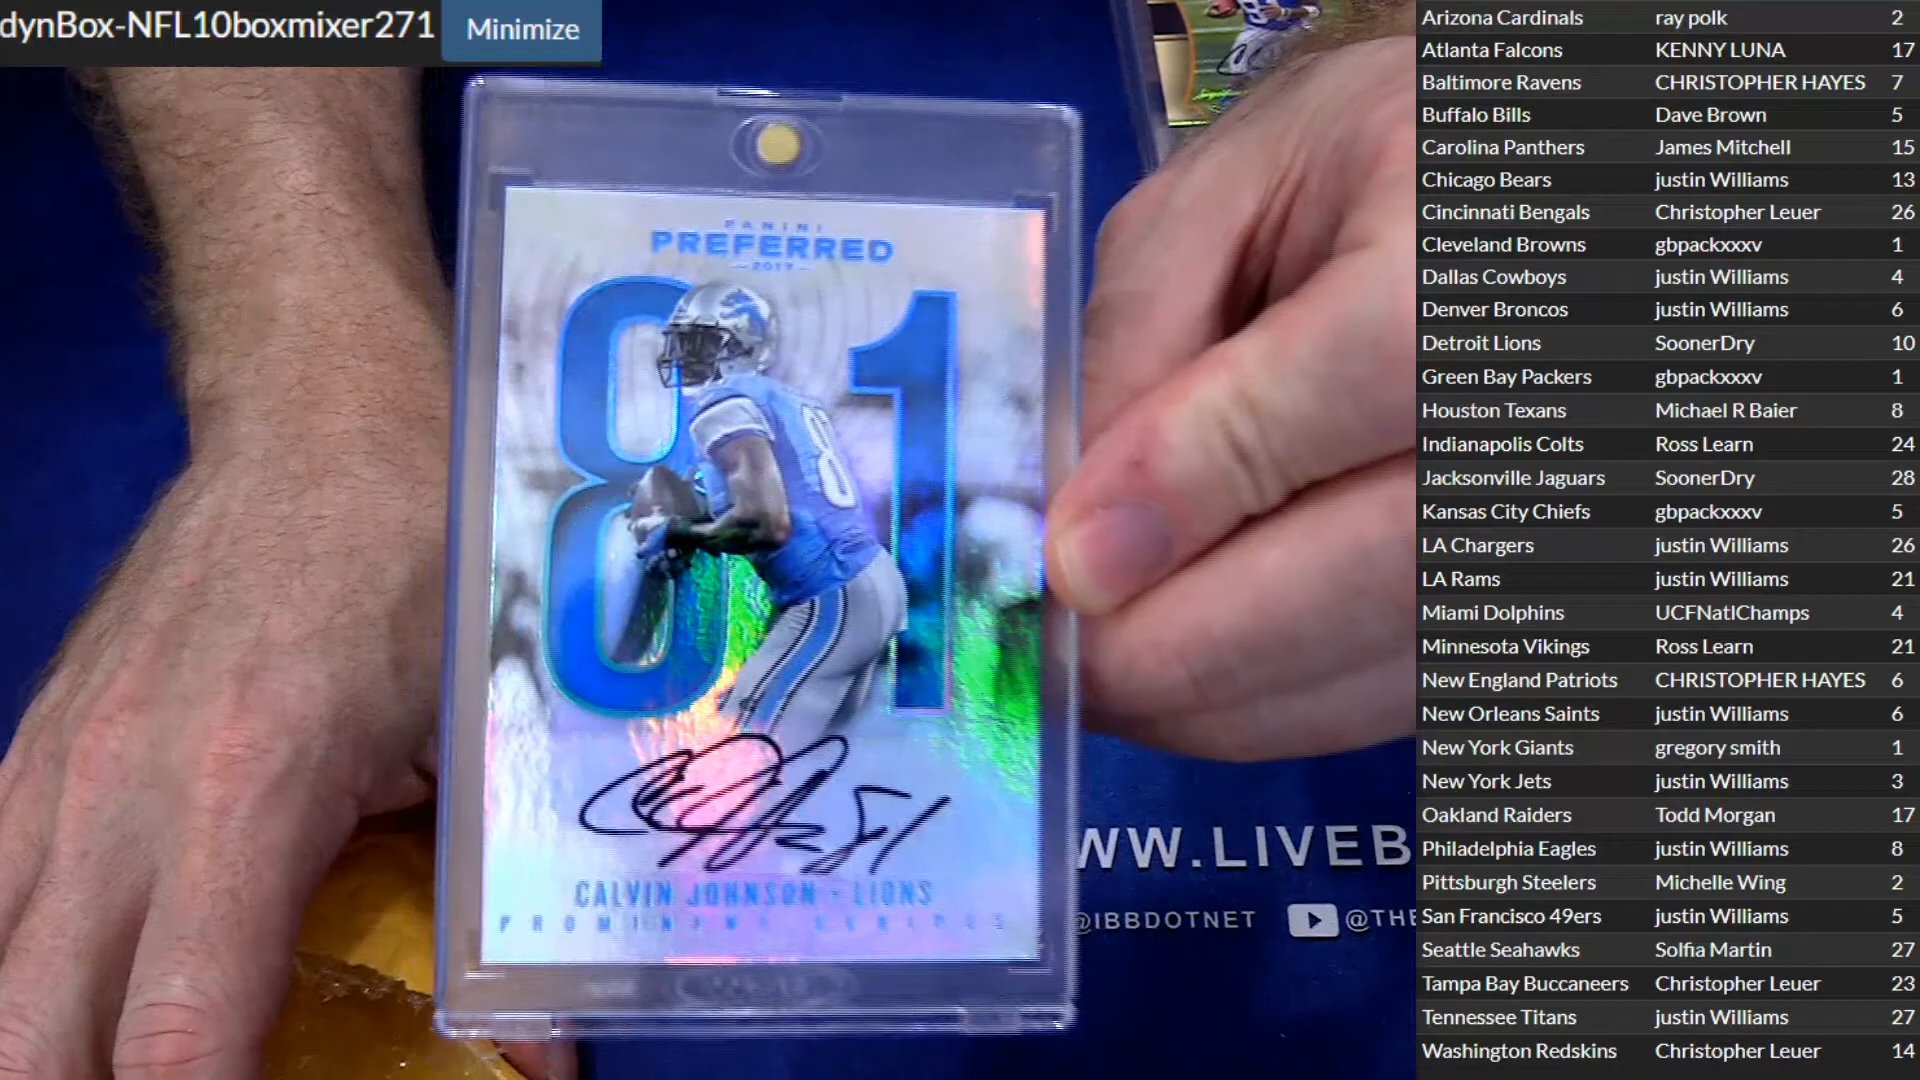 dynBox-NFL10boxmixer271
Minimize
PANINI
PREFERRED
2017
81
8
CALVIN JOHNSON - LIONS
WW.LIVEB
@IBBDOTNET
@THE
Arizona Cardinals ray polk 2
Atlanta Falcons KENNY LUNA 17
Baltimore Ravens CHRISTOPHER HAYES 7
Buffalo Bills Dave Brown 5
Carolina Panthers James Mitchell 15
Chicago Bears justin Williams 13
Cincinnati Bengals Christopher Leuer 26
Cleveland Browns gbpackxxxv 1
Dallas Cowboys justin Williams 4
Denver Broncos justin Williams 6
Detroit Lions SoonerDry 10
Green Bay Packers gbpackxxxv 1
Houston Texans Michael R Baier 8
Indianapolis Colts Ross Learn 24
Jacksonville Jaguars SoonerDry 28
Kansas City Chiefs gbpackxxxv 5
LA Chargers justin Williams 26
LA Rams justin Williams 21
Miami Dolphins UCFNatlChamps 4
Minnesota Vikings Ross Learn 21
New England Patriots CHRISTOPHER HAYES 6
New Orleans Saints justin Williams 6
New York Giants gregory smith 1
New York Jets justin Williams 3
Oakland Raiders Todd Morgan 17
Philadelphia Eagles justin Williams 8
Pittsburgh Steelers Michelle Wing 2
San Francisco 49ers justin Williams 5
Seattle Seahawks Solfia Martin 27
Tampa Bay Buccaneers Christopher Leuer 23
Tennessee Titans justin Williams 27
Washington Redskins Christopher Leuer 14